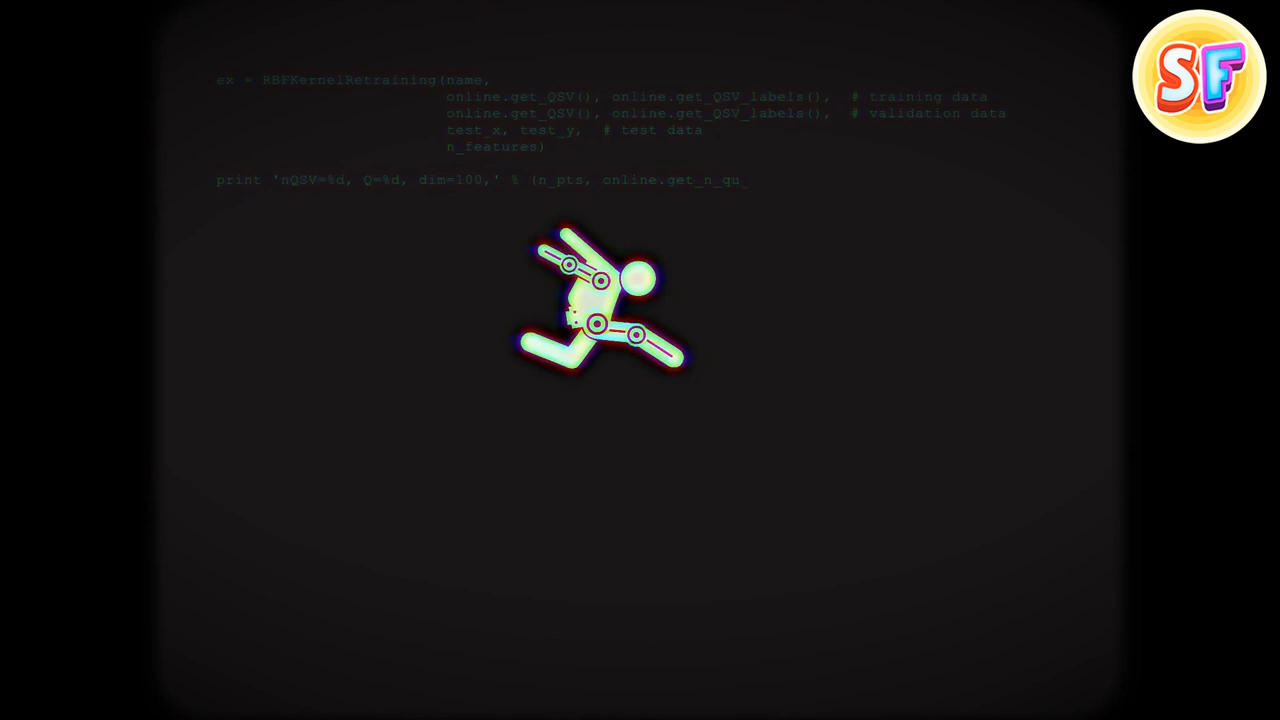 SF
ex = RBFKernelRetraining(name,
online.get_QSV(), online.get_QSV_labels(),  # training data
online.get_QSV(), online.get_QSV_labels(),  # validation data
test_x, test_y,  # test data
n_features)
print 'nQSV=%d, Q=%d, dim=100,' % (n_pts, online.get_n_qu_